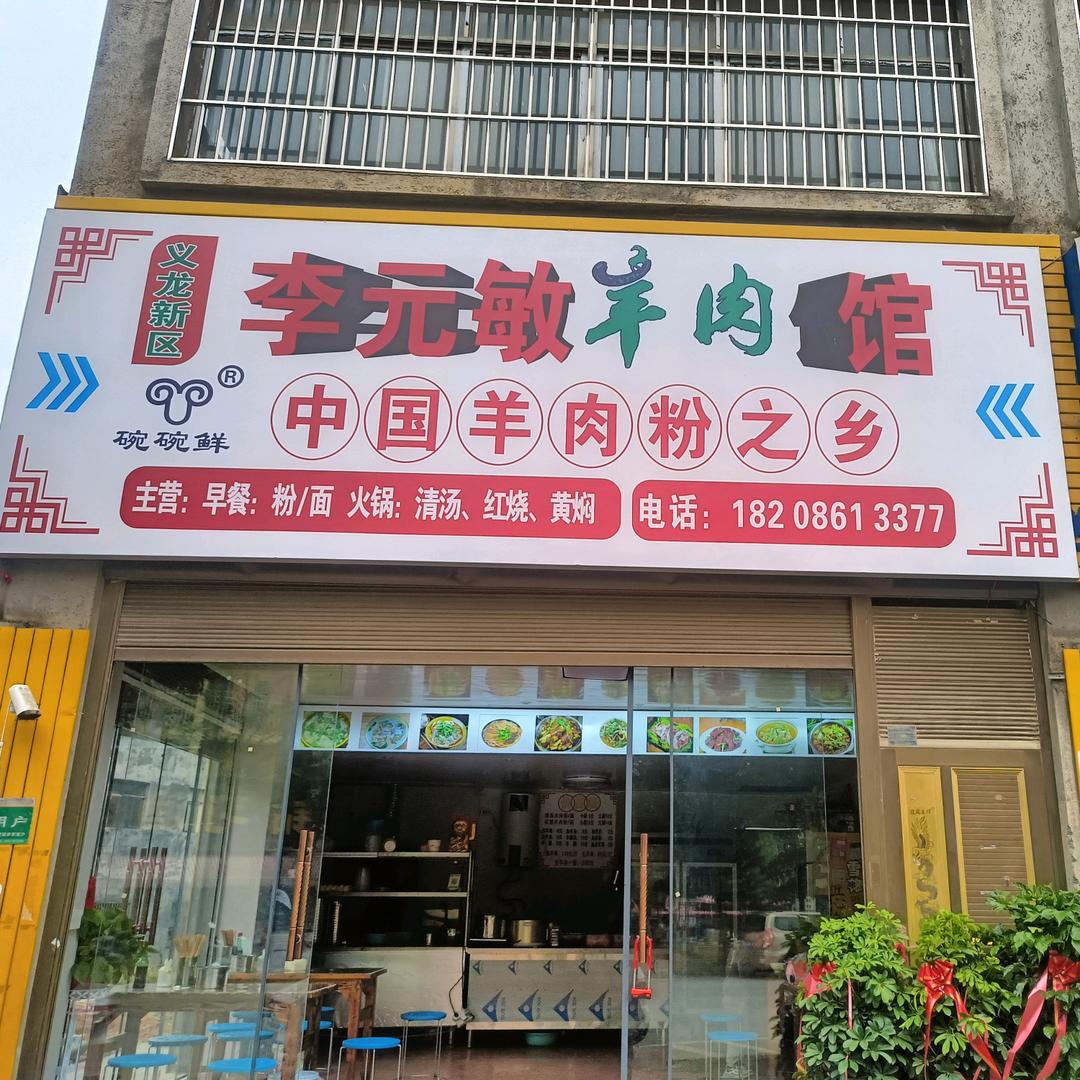 义龙新区
李元敏羊肉馆
®
碗碗鲜
中国羊肉粉之乡
主营：早餐：粉/面 火锅：清汤、红烧、黄焖
电话：182 0861 3377